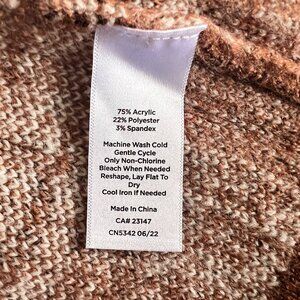 75% Acrylic
22% Polyester
3% Spandex
Machine Wash Cold
Gentle Cycle
Only Non-Chlorine
Bleach When Needed
Reshape, Lay Flat To
Dry
Cool Iron If Needed
Made In China
CA# 23147
CN5342 06/22